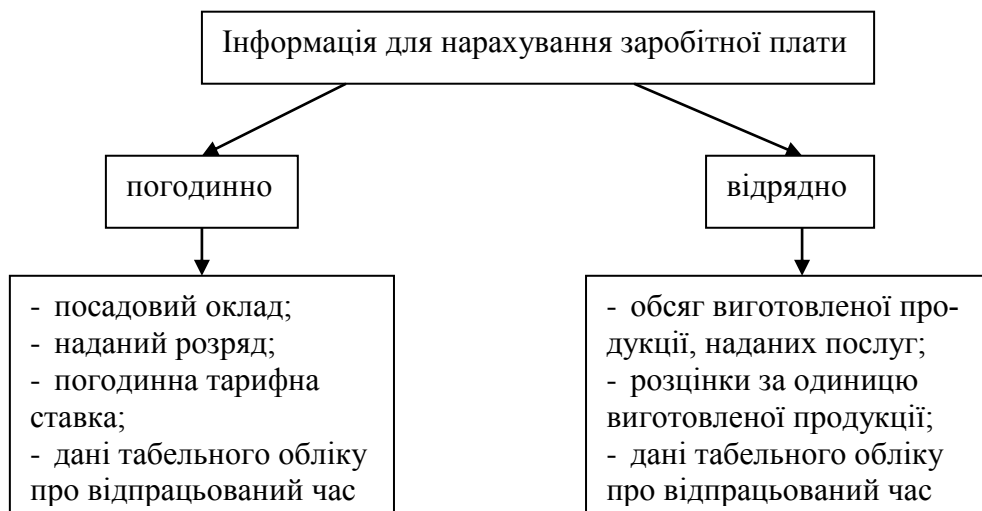 Інформація для нарахування заробітної плати
погодинно
відрядно
- посадовий оклад;
- наданий розряд;
- погодинна тарифна
ставка;
- дані табельного обліку
про відпрацьований час
- обсяг виготовленої про-
дукції, наданих послуг;
- розцінки за одиницю
виготовленої продукції;
- дані табельного обліку
про відпрацьований час